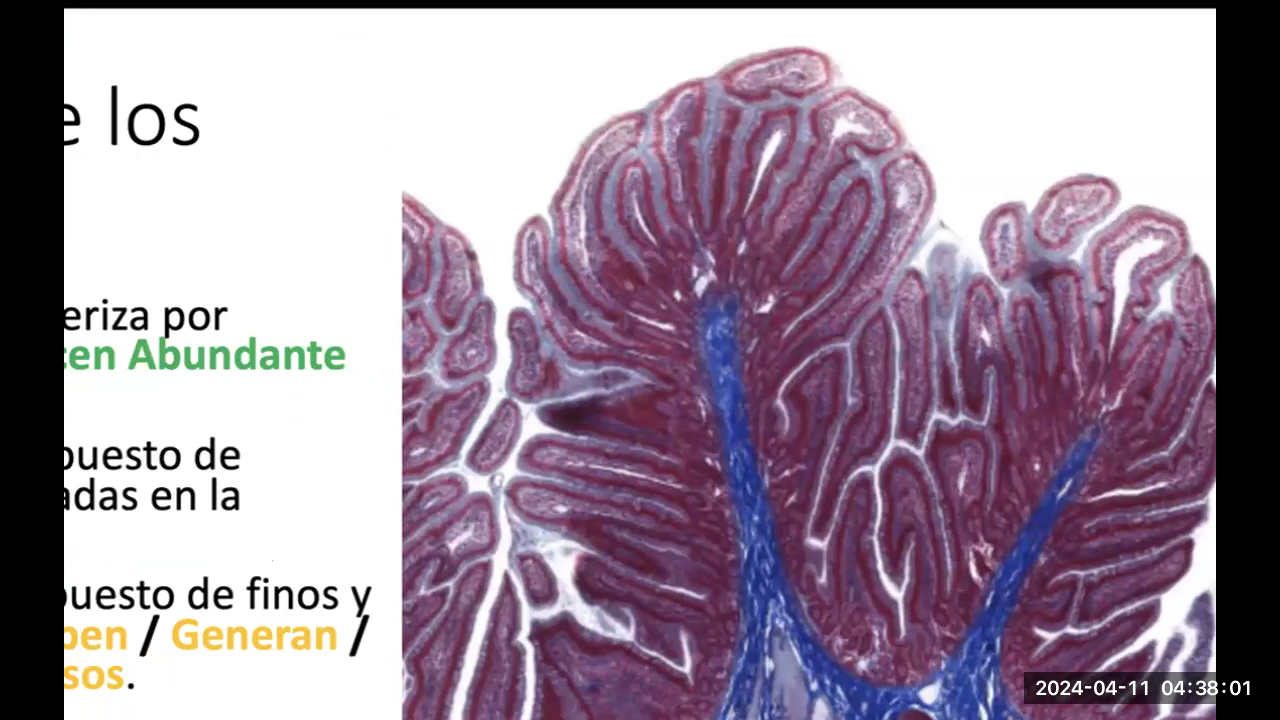 e los
eriza por
cen Abundante
puesto de
adas en la
puesto de finos y
ben / Generan /
sos.
2024-04-11 04:38:01